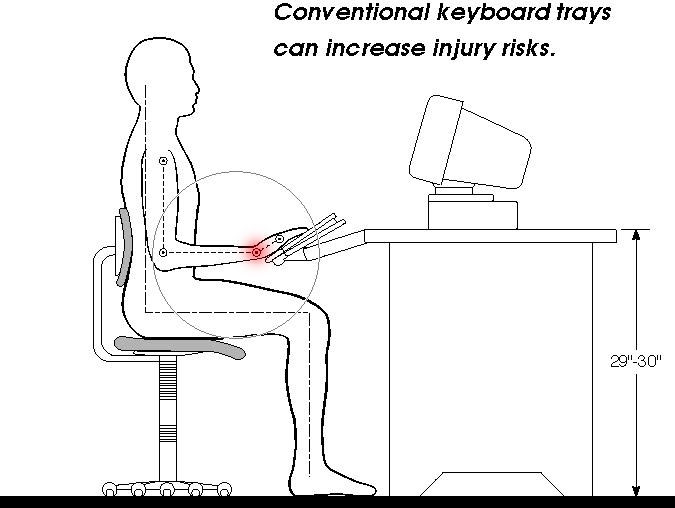 Conventional keyboard trays
can increase injury risks.
29"-30"